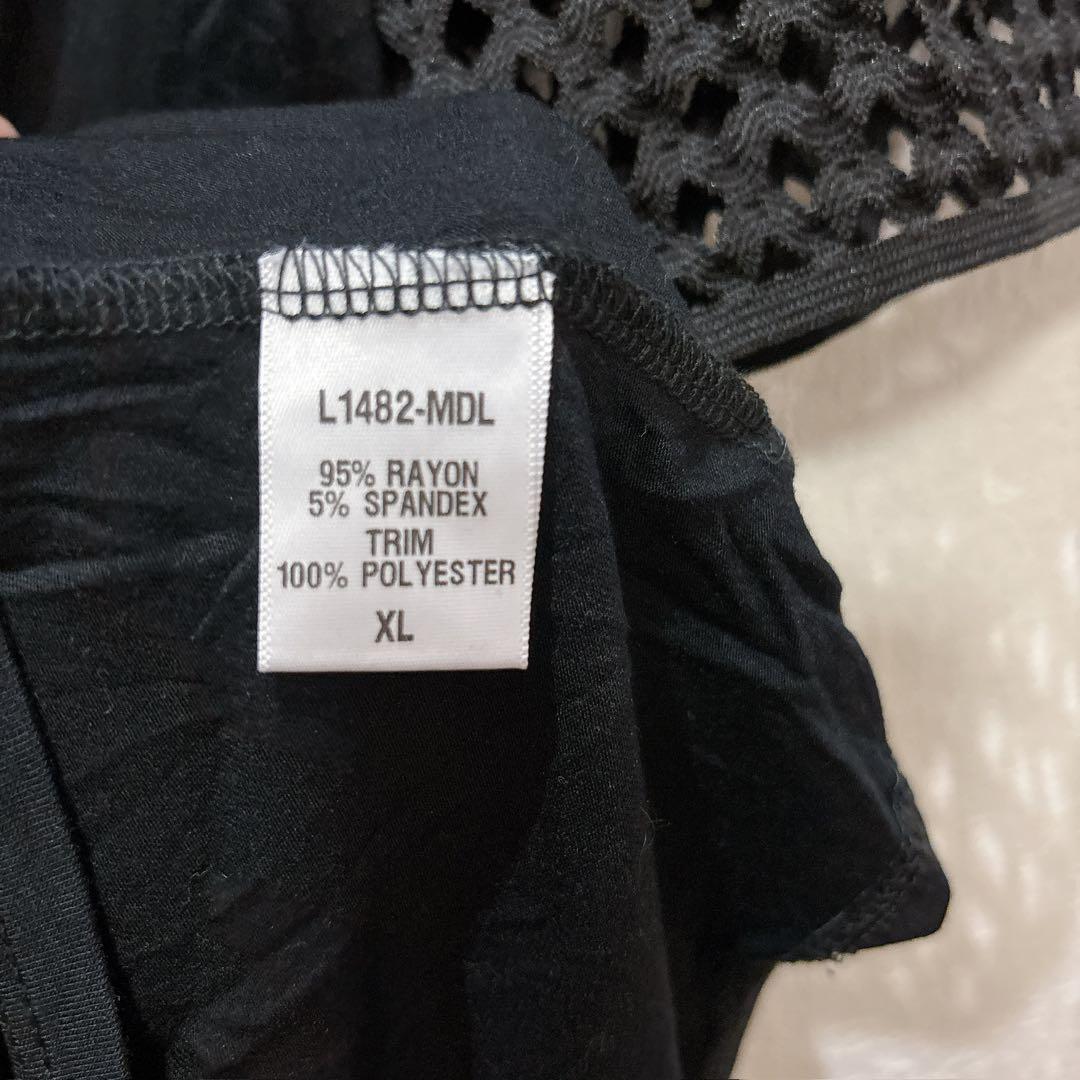 L1482-MDL
95% RAYON
5% SPANDEX
TRIM
100% POLYESTER
XL